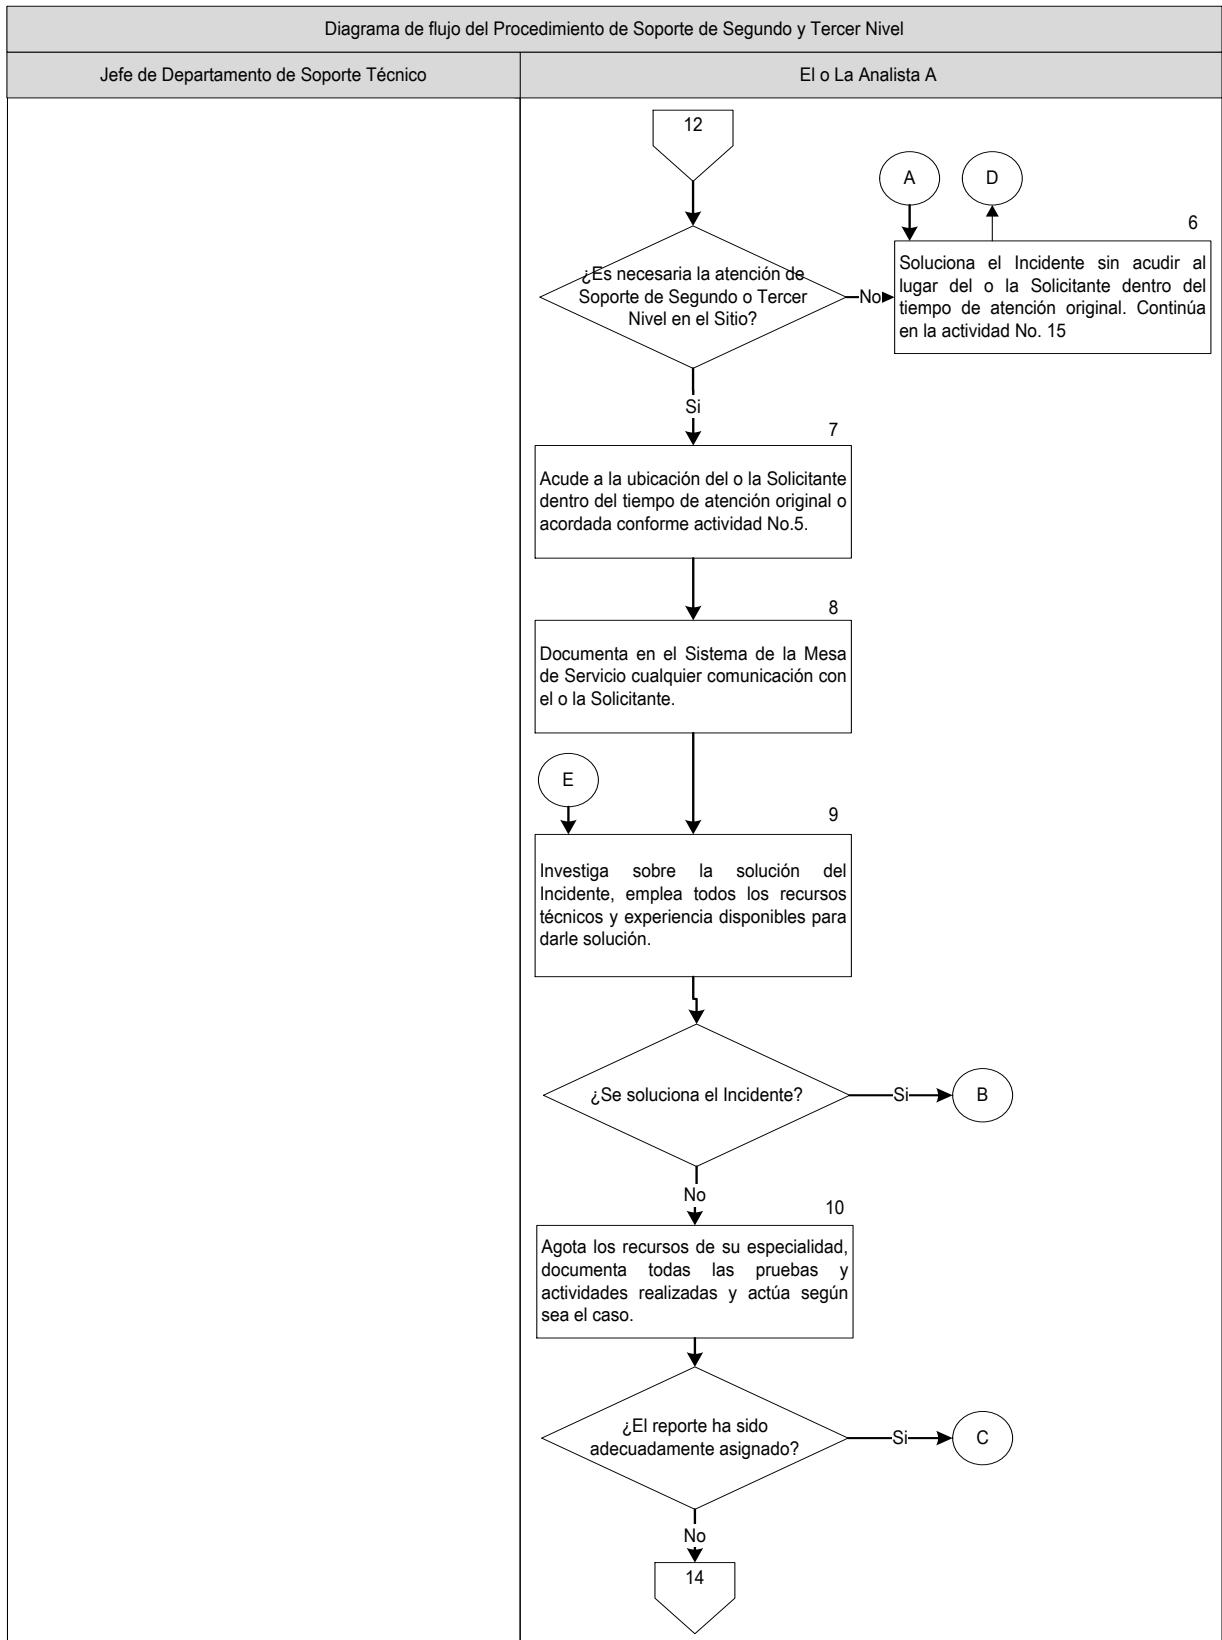 Diagrama de flujo del Procedimiento de Soporte de Segundo y Tercer Nivel
Jefe de Departamento de Soporte Técnico
El o La Analista A
12
A
D
6
¿Es necesaria la atención de
Soporte de Segundo o Tercer
Nivel en el Sitio?
No
Soluciona el Incidente sin acudir al
lugar del o la Solicitante dentro del
tiempo de atención original. Continúa
en la actividad No. 15
Si
7
Acude a la ubicación del o la Solicitante
dentro del tiempo de atención original o
acordada conforme actividad No.5.
8
Documenta en el Sistema de la Mesa
de Servicio cualquier comunicación con
el o la Solicitante.
E
9
Investiga sobre la solución del
Incidente, emplea todos los recursos
técnicos y experiencia disponibles para
darle solución.
¿Se soluciona el Incidente?
Si
B
No
10
Agota los recursos de su especialidad,
documenta todas las pruebas y
actividades realizadas y actúa según
sea el caso.
¿El reporte ha sido
adecuadamente asignado?
Si
C
No
14